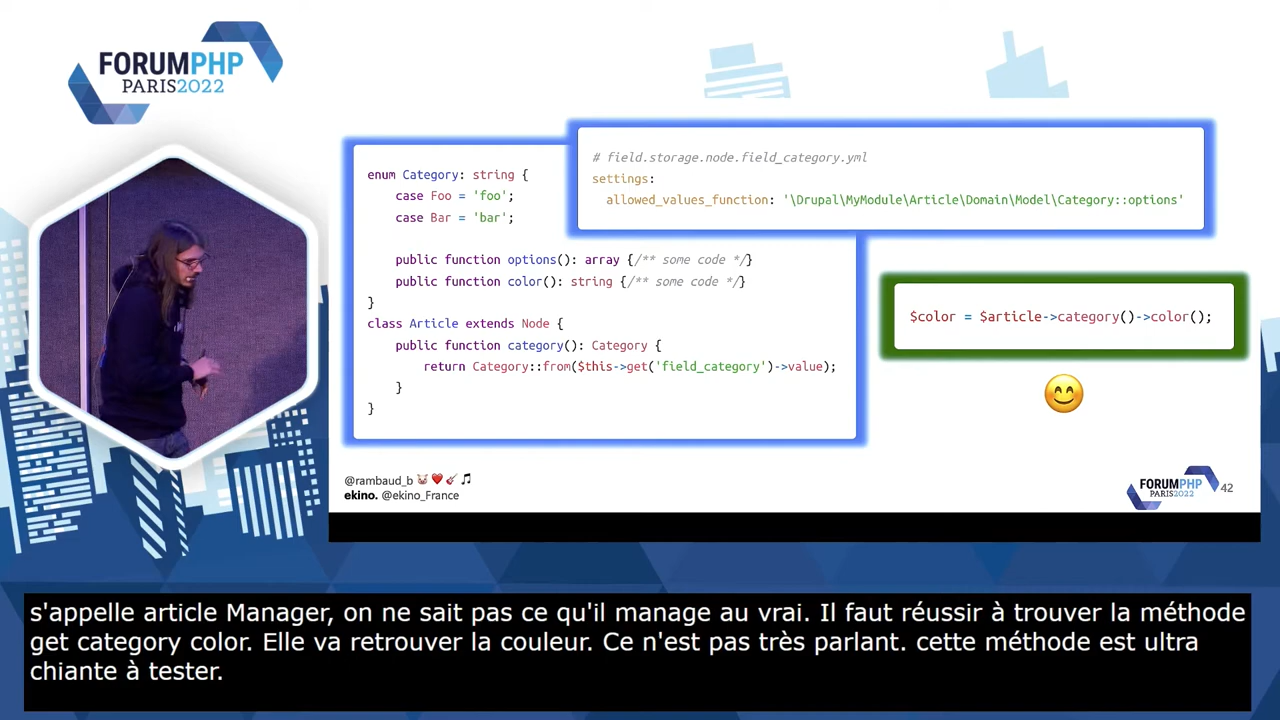 FORUMPHP
PARIS2022
# field.storage.node.field_category.yml
settings:
allowed_values_function: '\Drupal\MyModule\Article\Domain\Model\Category::options'
enum Category: string {
case Foo = 'foo';
case Bar = 'bar';
public function options(): array {/** some code */}
public function color(): string {/** some code */}
}
class Article extends Node {
public function category(): Category {
return Category::from($this->get('field_category')->value);
}
}
$color = $article->category()->color();
@rambaud_b
ekino. @ekino_France
FORUMPHP
PARIS2022
42
s'appelle article Manager, on ne sait pas ce qu'il manage au vrai. Il faut réussir à trouver la méthode
get category color. Elle va retrouver la couleur. Ce n'est pas très parlant. cette méthode est ultra
chiante à tester.